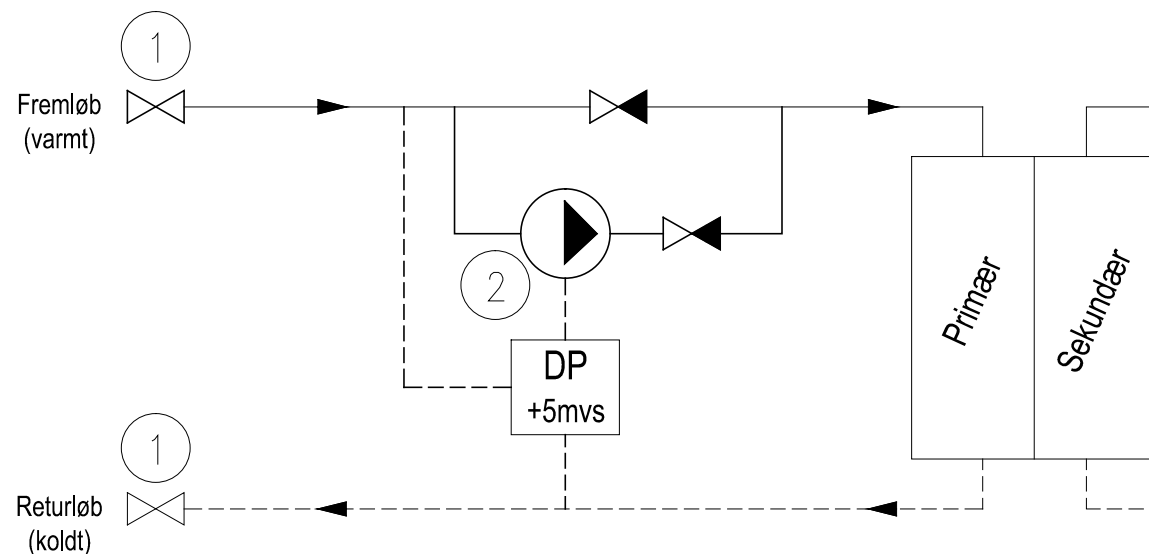 1
Fremløb
(varmt)
2
DP
+5mvs
Primær
Sekundær
1
Returløb
(koldt)